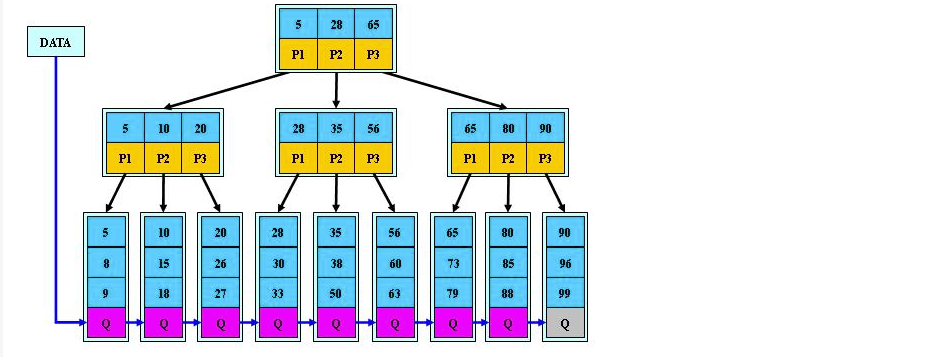 5 28 65
DATA
P1 P2 P3
5 10 20 28 35 56 65 80 90
P1 P2 P3 P1 P2 P3 P1 P2 P3
5 10 20 28 35 56 65 80 90
8 15 26 30 38 60 73 85 96
9 18 27 33 50 63 79 88 99
Q Q Q Q Q Q Q Q Q